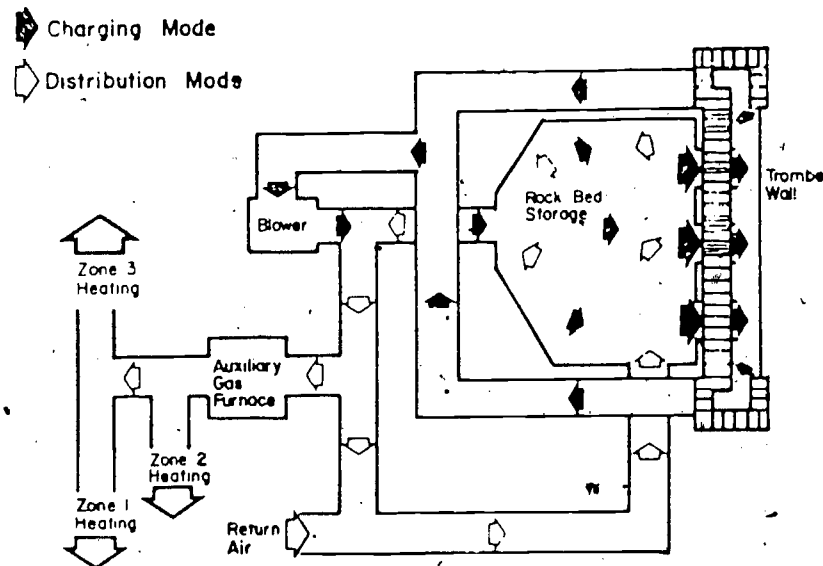 Charging Mode
Distribution Mode
Trombe
Wall
Rock Bed
Storage
Blower
Zone 3
Heating
Auxiliary
Gas
Furnace
Zone 2
Heating
Zone 1
Heating
Return
Air